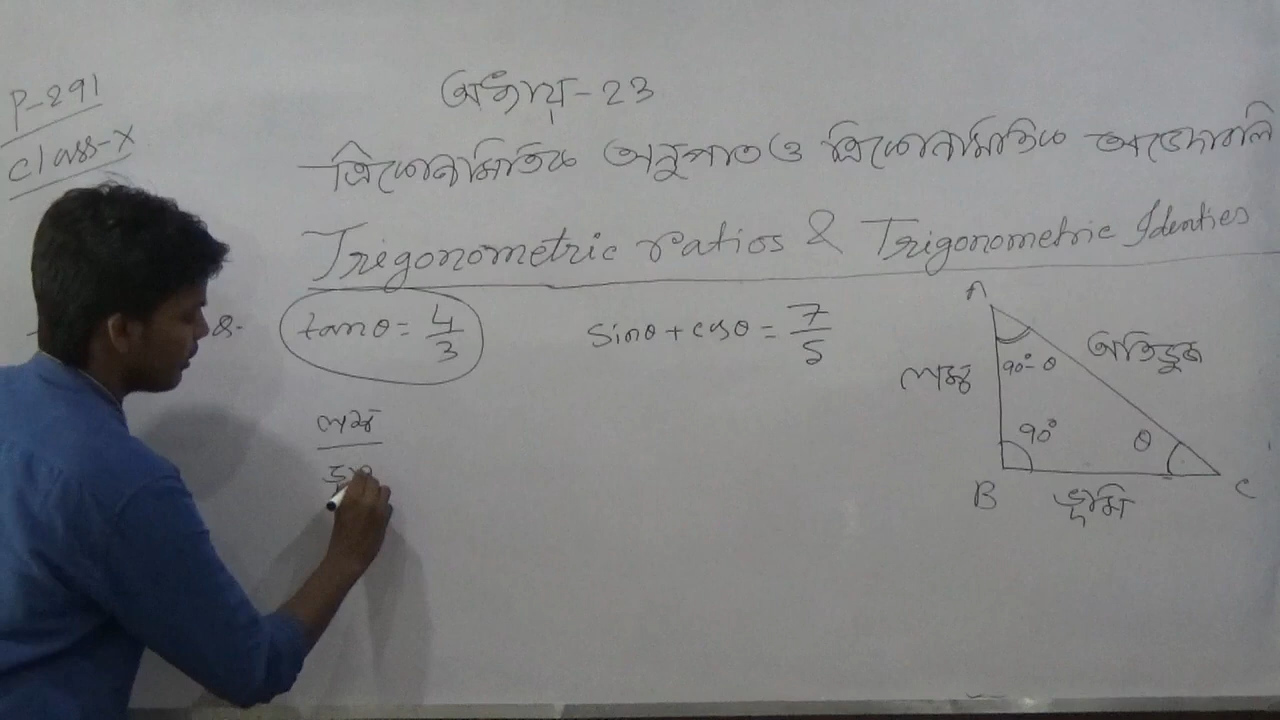 P-291
Class-X
অধ্যায়-23
ত্রিকোণমিতিক অনুপাত ও ত্রিকোণমিতিক অভেদাবলি
Trigonometric ratios & Trigonometric Identies
8.
tanθ = 4/3
sinθ + cosθ = 7/5
লম্ব
A
90°-θ
অতিভুজ
লম্ব
90°
θ
B
ভূমি
C